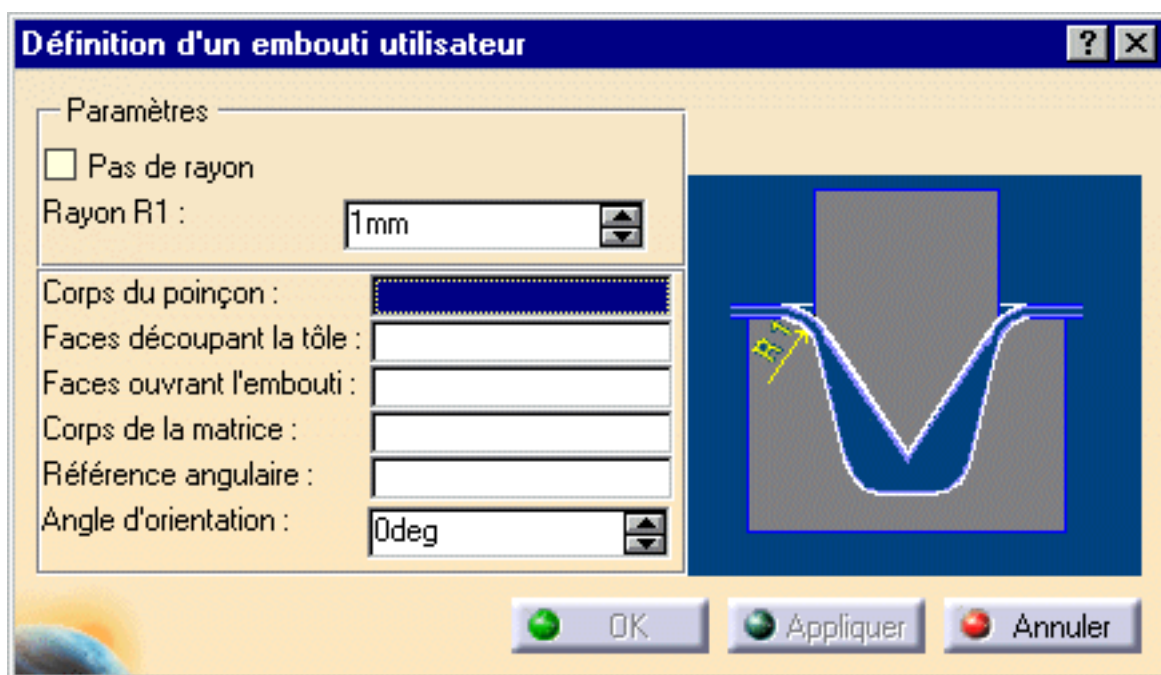 Définition d'un embouti utilisateur
Paramètres
Pas de rayon
Rayon R1 : 1mm
Corps du poinçon :
Faces découpant la tôle :
Faces ouvrant l'embouti :
Corps de la matrice :
Référence angulaire :
Angle d'orientation : 0deg
R 1
OK Appliquer Annuler